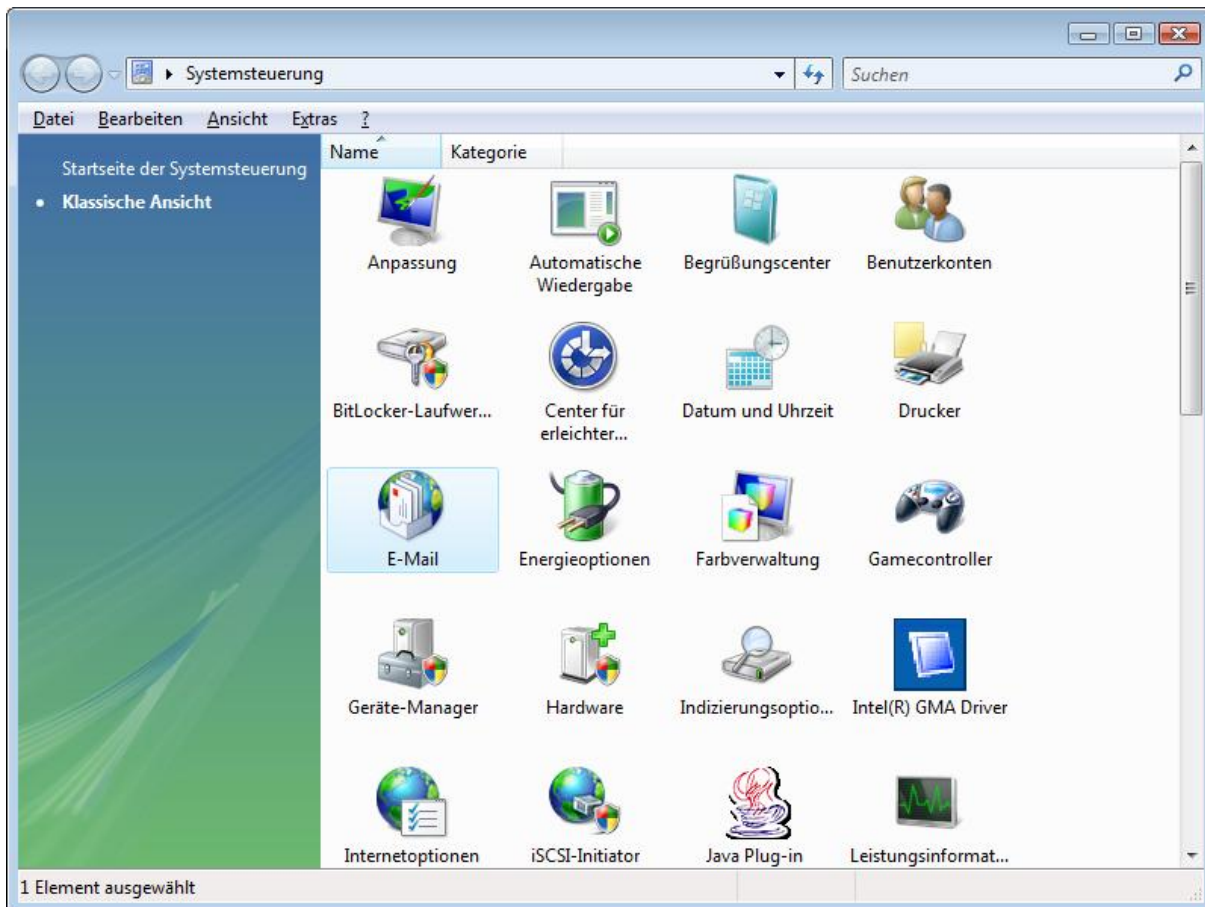 Systemsteuerung
Suchen
Datei Bearbeiten Ansicht Extras ?
Startseite der Systemsteuerung
Klassische Ansicht
Name Kategorie
Anpassung
Automatische
Wiedergabe
Begrüßungscenter
Benutzerkonten
BitLocker-Laufwer...
Center für
erleichter...
Datum und Uhrzeit
Drucker
E-Mail
Energieoptionen
Farbverwaltung
Gamecontroller
Geräte-Manager
Hardware
Indizierungsoptio...
Intel(R) GMA Driver
Internetoptionen
iSCSI-Initiator
Java Plug-in
Leistungsinformat...
1 Element ausgewählt